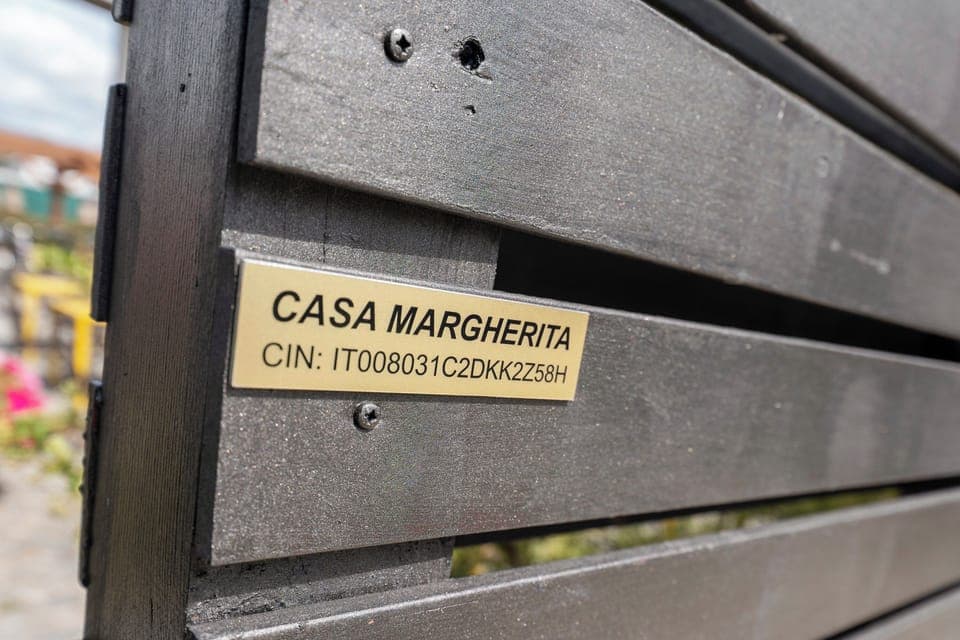 CASA MARGHERITA
CIN: IT008031C2DKK2Z58H